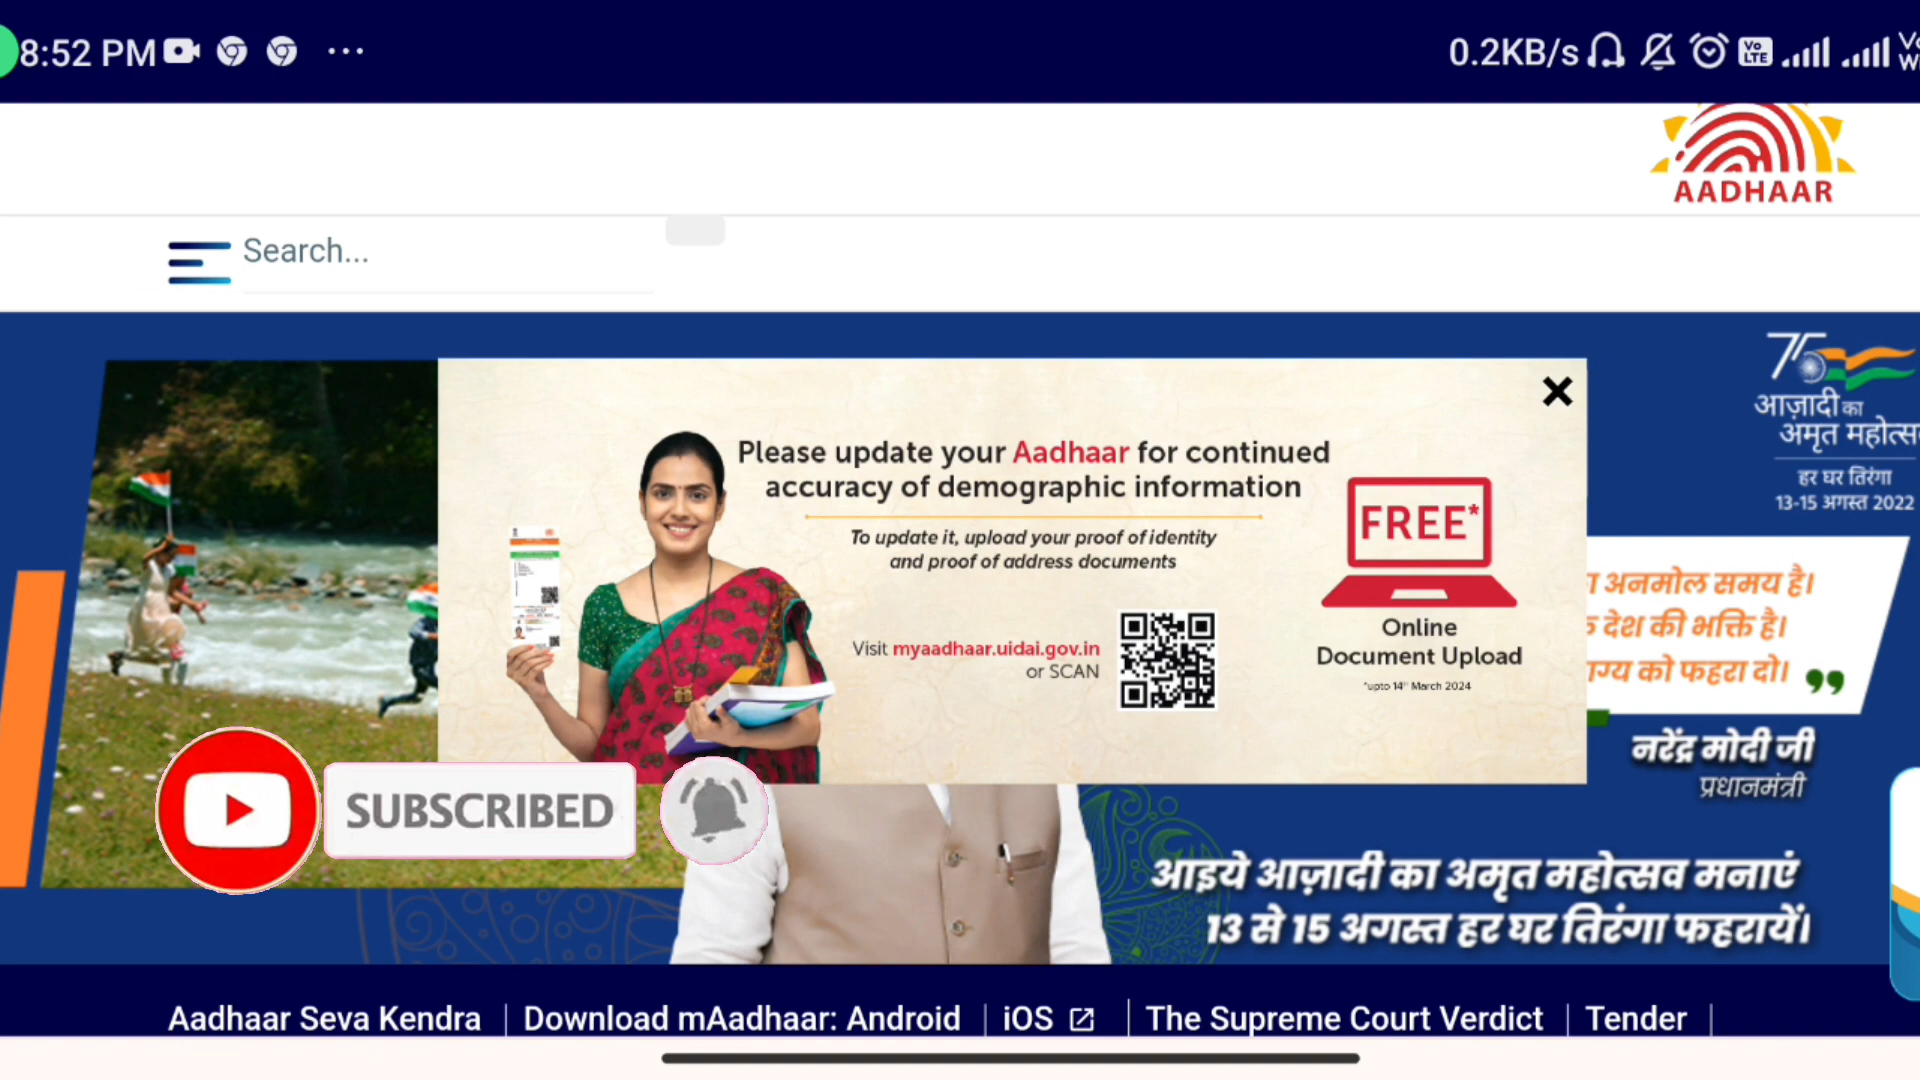 8:52 PM
0.2KB/s
Vo
LTE
AADHAAR
Search...
75
आज़ादी का
अमृत महोत्स
हर घर तिरंगा
13-15 अगस्त 2022
Please update your Aadhaar for continued
accuracy of demographic information
To update it, upload your proof of identity
and proof of address documents
Visit myaadhaar.uidai.gov.in
or SCAN
FREE*
Online
Document Upload
*upto 14th March 2024
अनमोल समय है।
देश की भक्ति है।
को फहरा दो।
नरेंद्र मोदी जी
प्रधानमंत्री
SUBSCRIBED
आइये आज़ादी का अमृत महोत्सव मनाएं
13 से 15 अगस्त हर घर तिरंगा फहरायें।
Aadhaar Seva Kendra
Download mAadhaar: Android
iOS
The Supreme Court Verdict
Tender